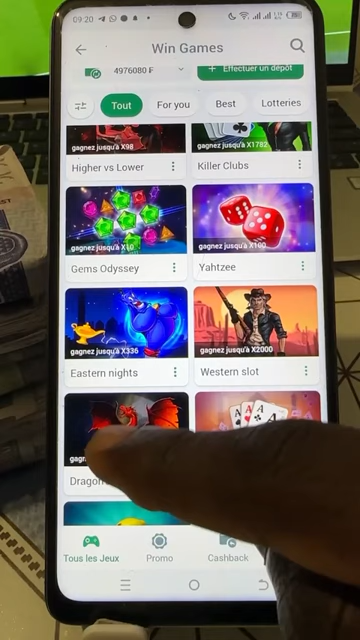 09:20
Win Games
4976080 F
+ Effectuer un dépôt
Tout
For you
Best
Lotteries
gagnez jusqu'à X98
gagnez jusqu'à X1782
Higher vs Lower
Killer Clubs
gagnez jusqu'à X10
gagnez jusqu'à X100
Gems Odyssey
Yahtzee
gagnez jusqu'à X336
gagnez jusqu'à X2000
Eastern nights
Western slot
A A A A
Tous les Jeux
Promo
Cashback